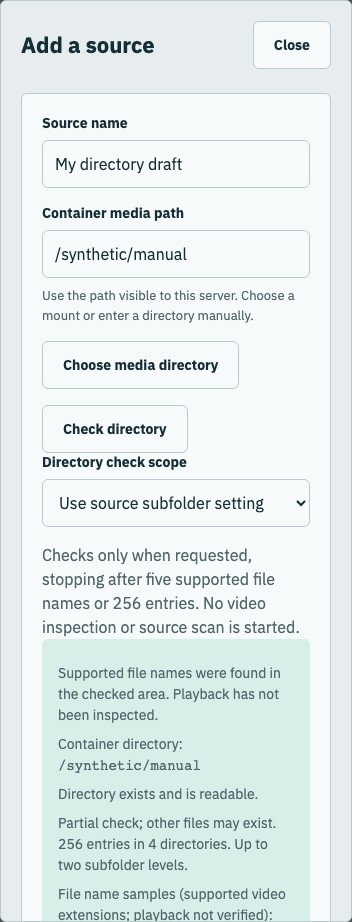 Add a source
Close
Source name
My directory draft
Container media path
/synthetic/manual
Use the path visible to this server. Choose a
mount or enter a directory manually.
Choose media directory
Check directory
Directory check scope
Use source subfolder setting
Checks only when requested,
stopping after five supported file
names or 256 entries. No video
inspection or source scan is started.
Supported file names were found in
the checked area. Playback has not
been inspected.
Container directory:
/synthetic/manual
Directory exists and is readable.
Partial check; other files may exist.
256 entries in 4 directories. Up to
two subfolder levels.
File name samples (supported video
extensions; playback not verified):